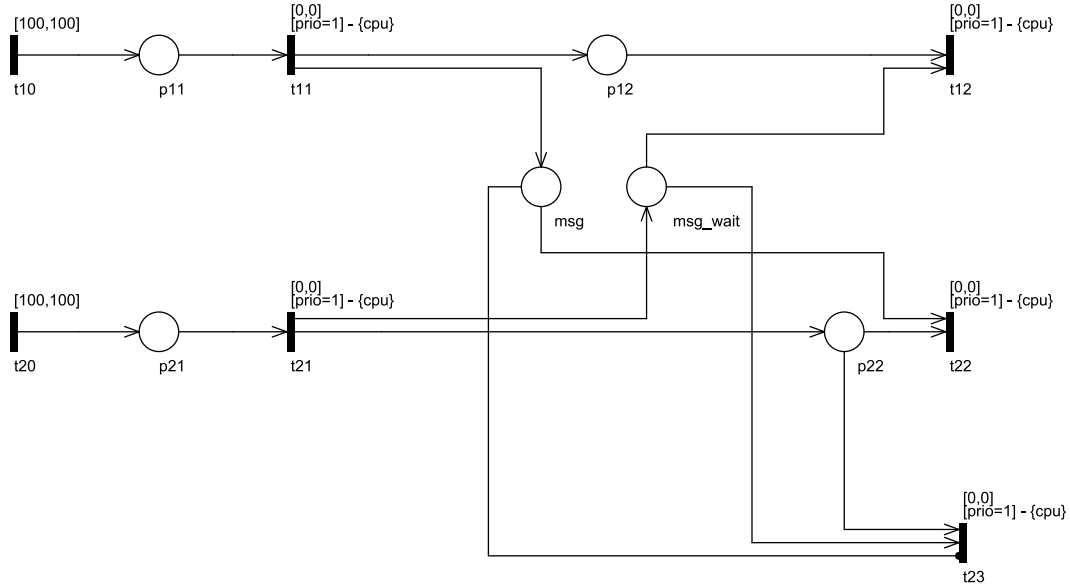 [100,100]
t10
p11
[0,0]
[prio=1] - {cpu}
t11
p12
[0,0]
[prio=1] - {cpu}
t12
msg
msg_wait
[100,100]
t20
p21
[0,0]
[prio=1] - {cpu}
t21
p22
[0,0]
[prio=1] - {cpu}
t22
[0,0]
[prio=1] - {cpu}
t23